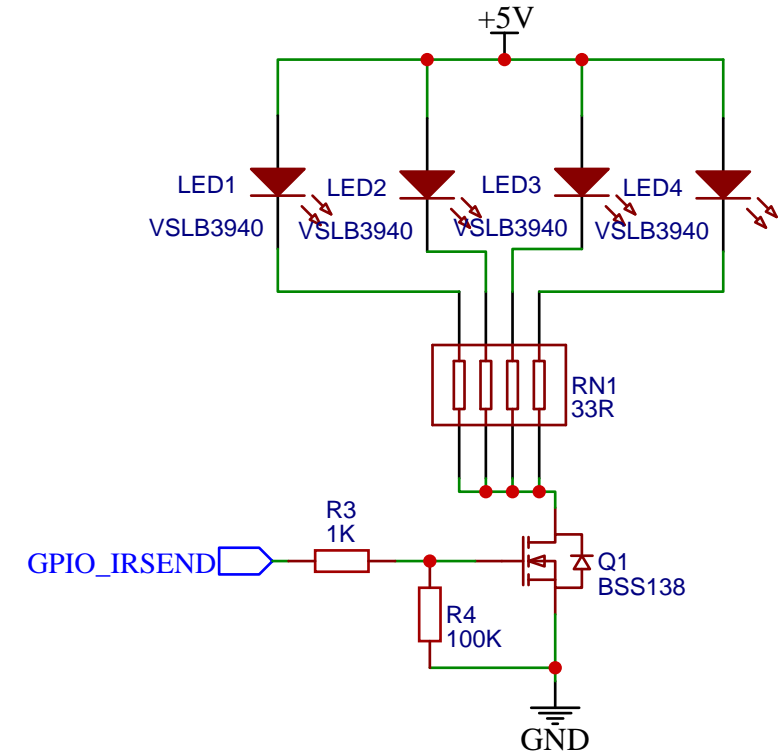 +5V
LED1
VSLB3940
LED2
VSLB3940
LED3
VSLB3940
LED4
VSLB3940
RN1
33R
R3
1K
GPIO_IRSEND
Q1
BSS138
R4
100K
GND